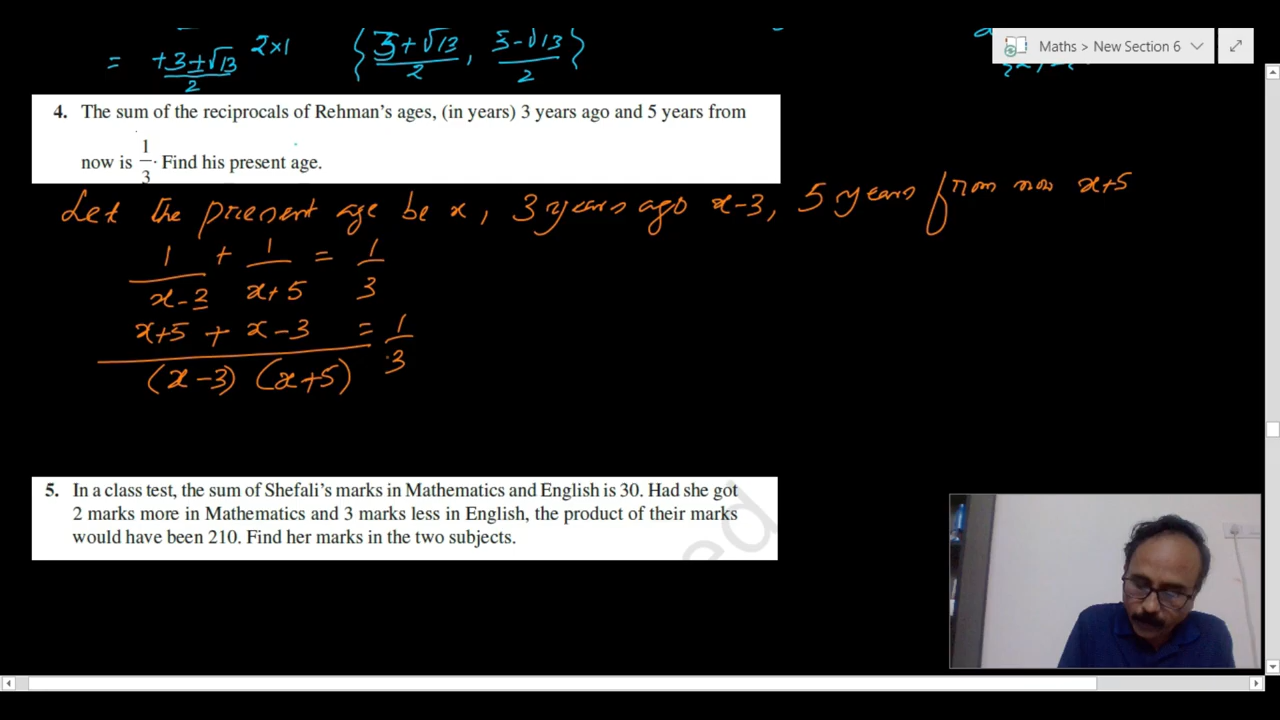 = +3±√13/2 2×1 {3+√13/2, 3-√13/2}
Maths > New Section 6
4. The sum of the reciprocals of Rehman's ages, (in years) 3 years ago and 5 years from
now is 1/3. Find his present age.
Let the present age be x, 3 years ago x-3, 5 years from now x+5
1/(x-3) + 1/(x+5) = 1/3
x+5 + x-3 / (x-3) (x+5) = 1/3
5. In a class test, the sum of Shefali's marks in Mathematics and English is 30. Had she got
2 marks more in Mathematics and 3 marks less in English, the product of their marks
would have been 210. Find her marks in the two subjects.